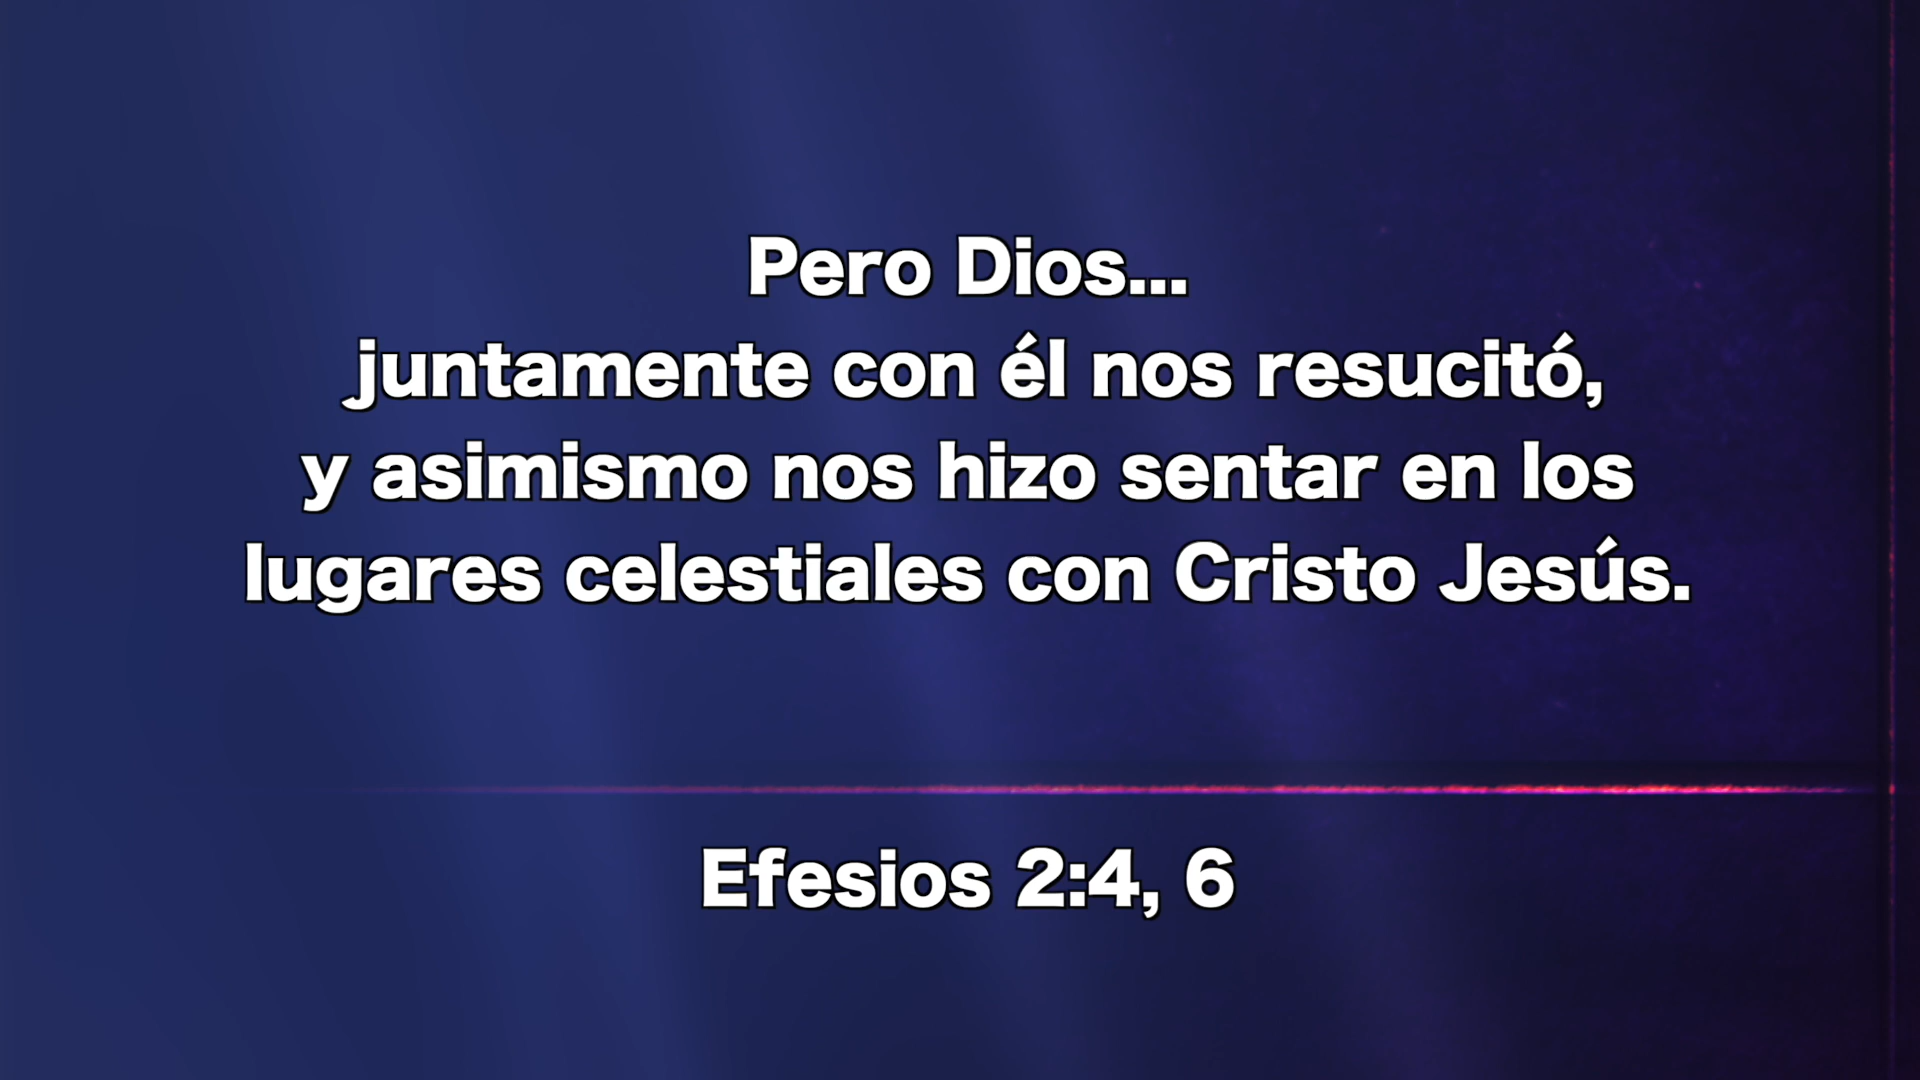 Pero Dios...
juntamente con él nos resucitó,
y asimismo nos hizo sentar en los
lugares celestiales con Cristo Jesús.
Efesios 2:4, 6